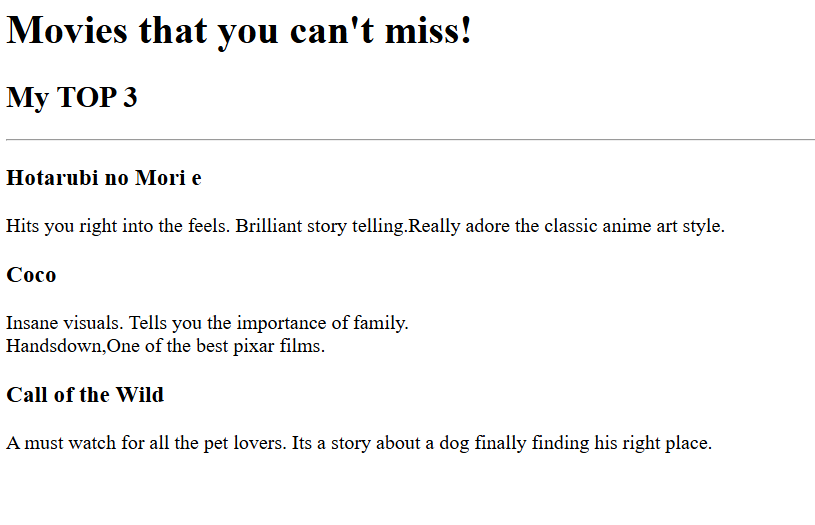 Movies that you can't miss!
My TOP 3
Hotarubi no Mori e
Hits you right into the feels. Brilliant story telling.Really adore the classic anime art style.
Coco
Insane visuals. Tells you the importance of family.
Handsdown,One of the best pixar films.
Call of the Wild
A must watch for all the pet lovers. Its a story about a dog finally finding his right place.